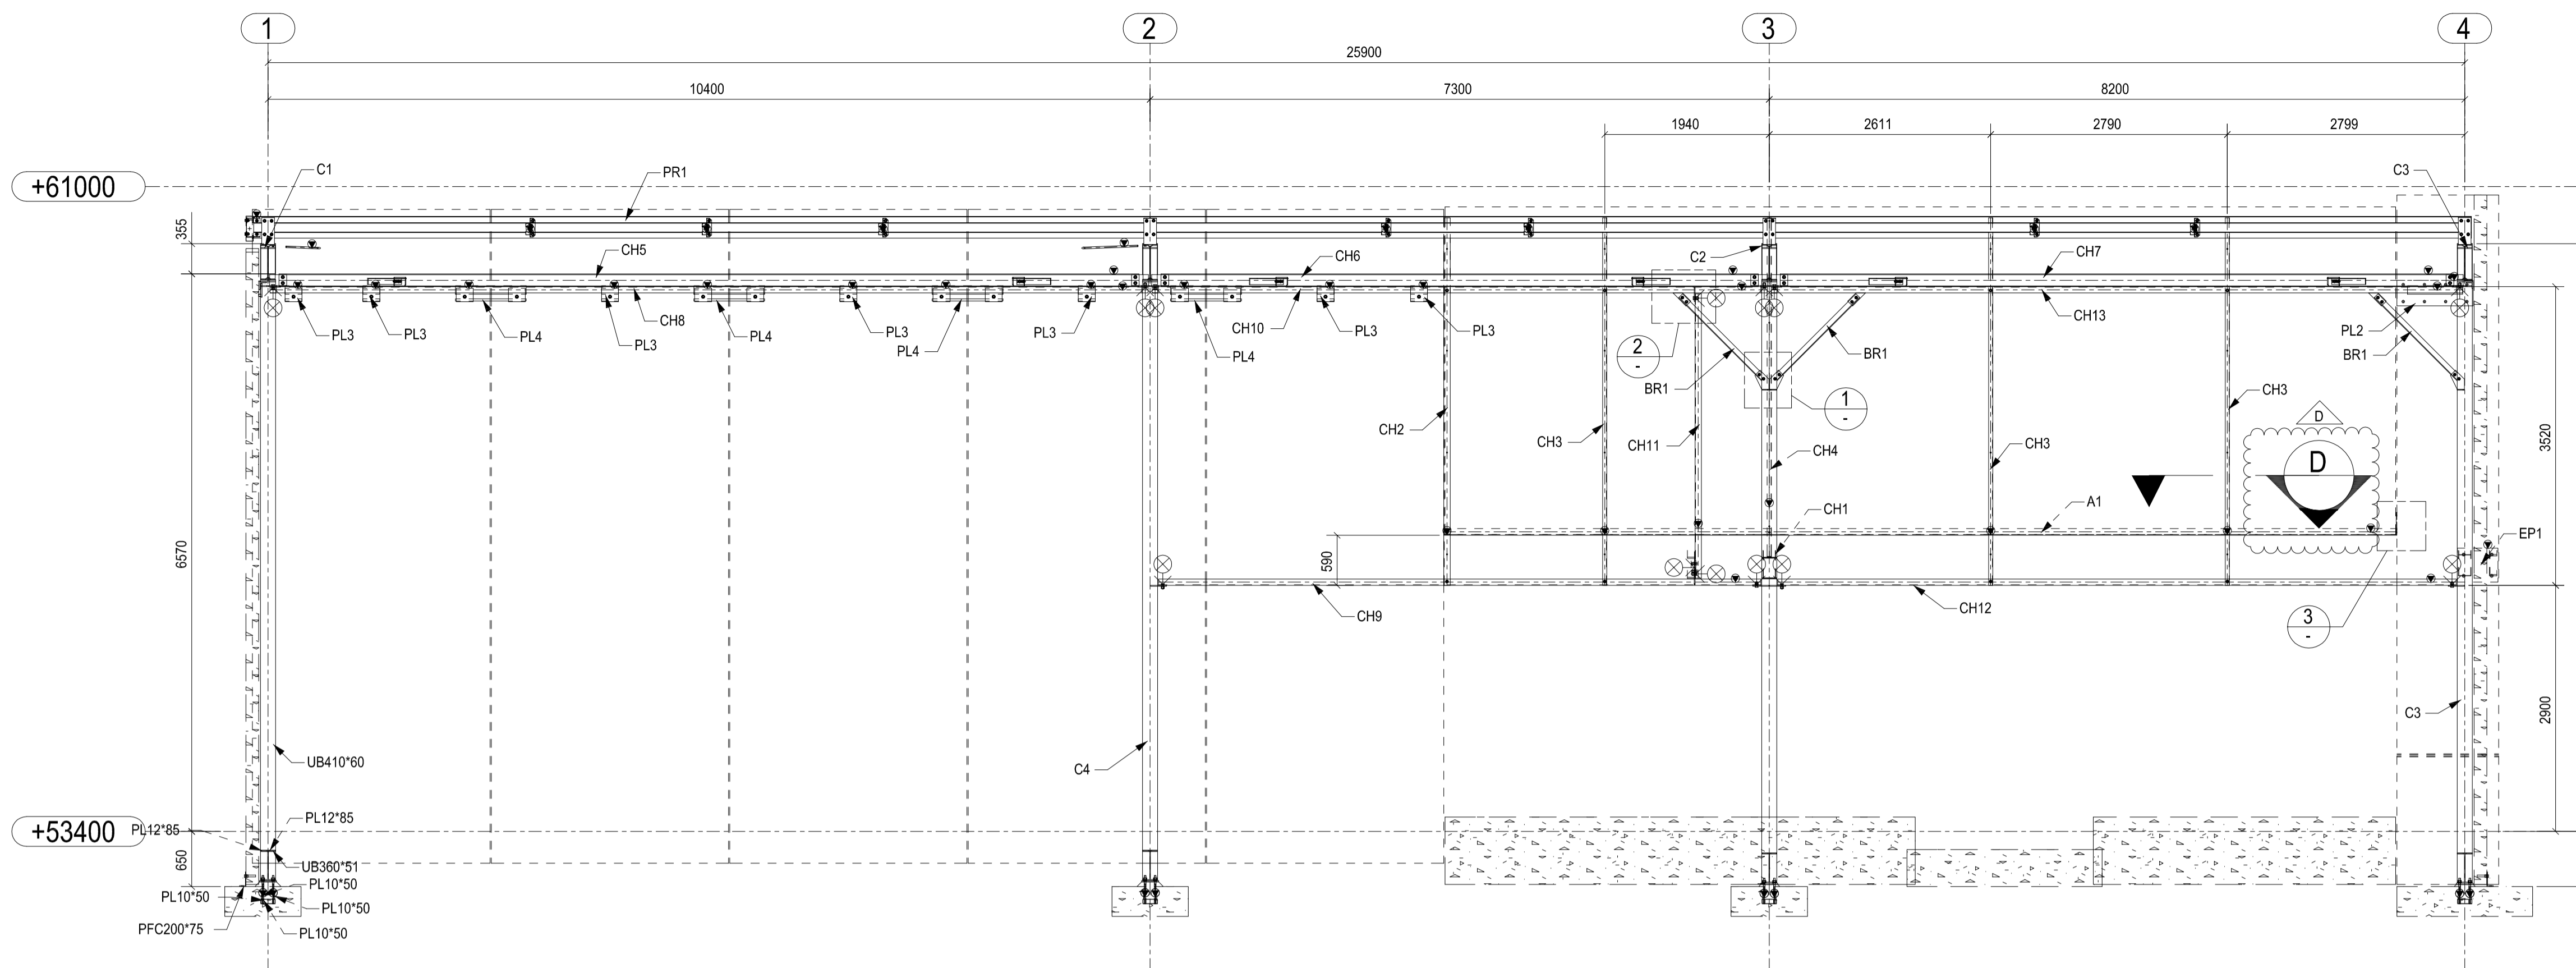 1
2
3
4
25900
10400
7300
8200
1940
2611
2790
2799
+61000
C1
PR1
C3
355
CH5
C2
CH6
CH7
PL3
PL3
PL4
PL3
CH8
PL4
PL3
PL4
PL3
PL4
CH10
PL3
PL3
2
-
BR1
BR1
1
-
CH13
PL2
BR1
CH2
CH3
CH11
CH4
CH3
CH3
D
D
3520
6570
590
CH1
A1
EP1
CH9
CH12
3
-
2900
UB410*60
C4
C3
+53400
PL12*85
PL12*85
650
UB360*51
PL10*50
PL10*50
PL10*50
PFC200*75
PL10*50